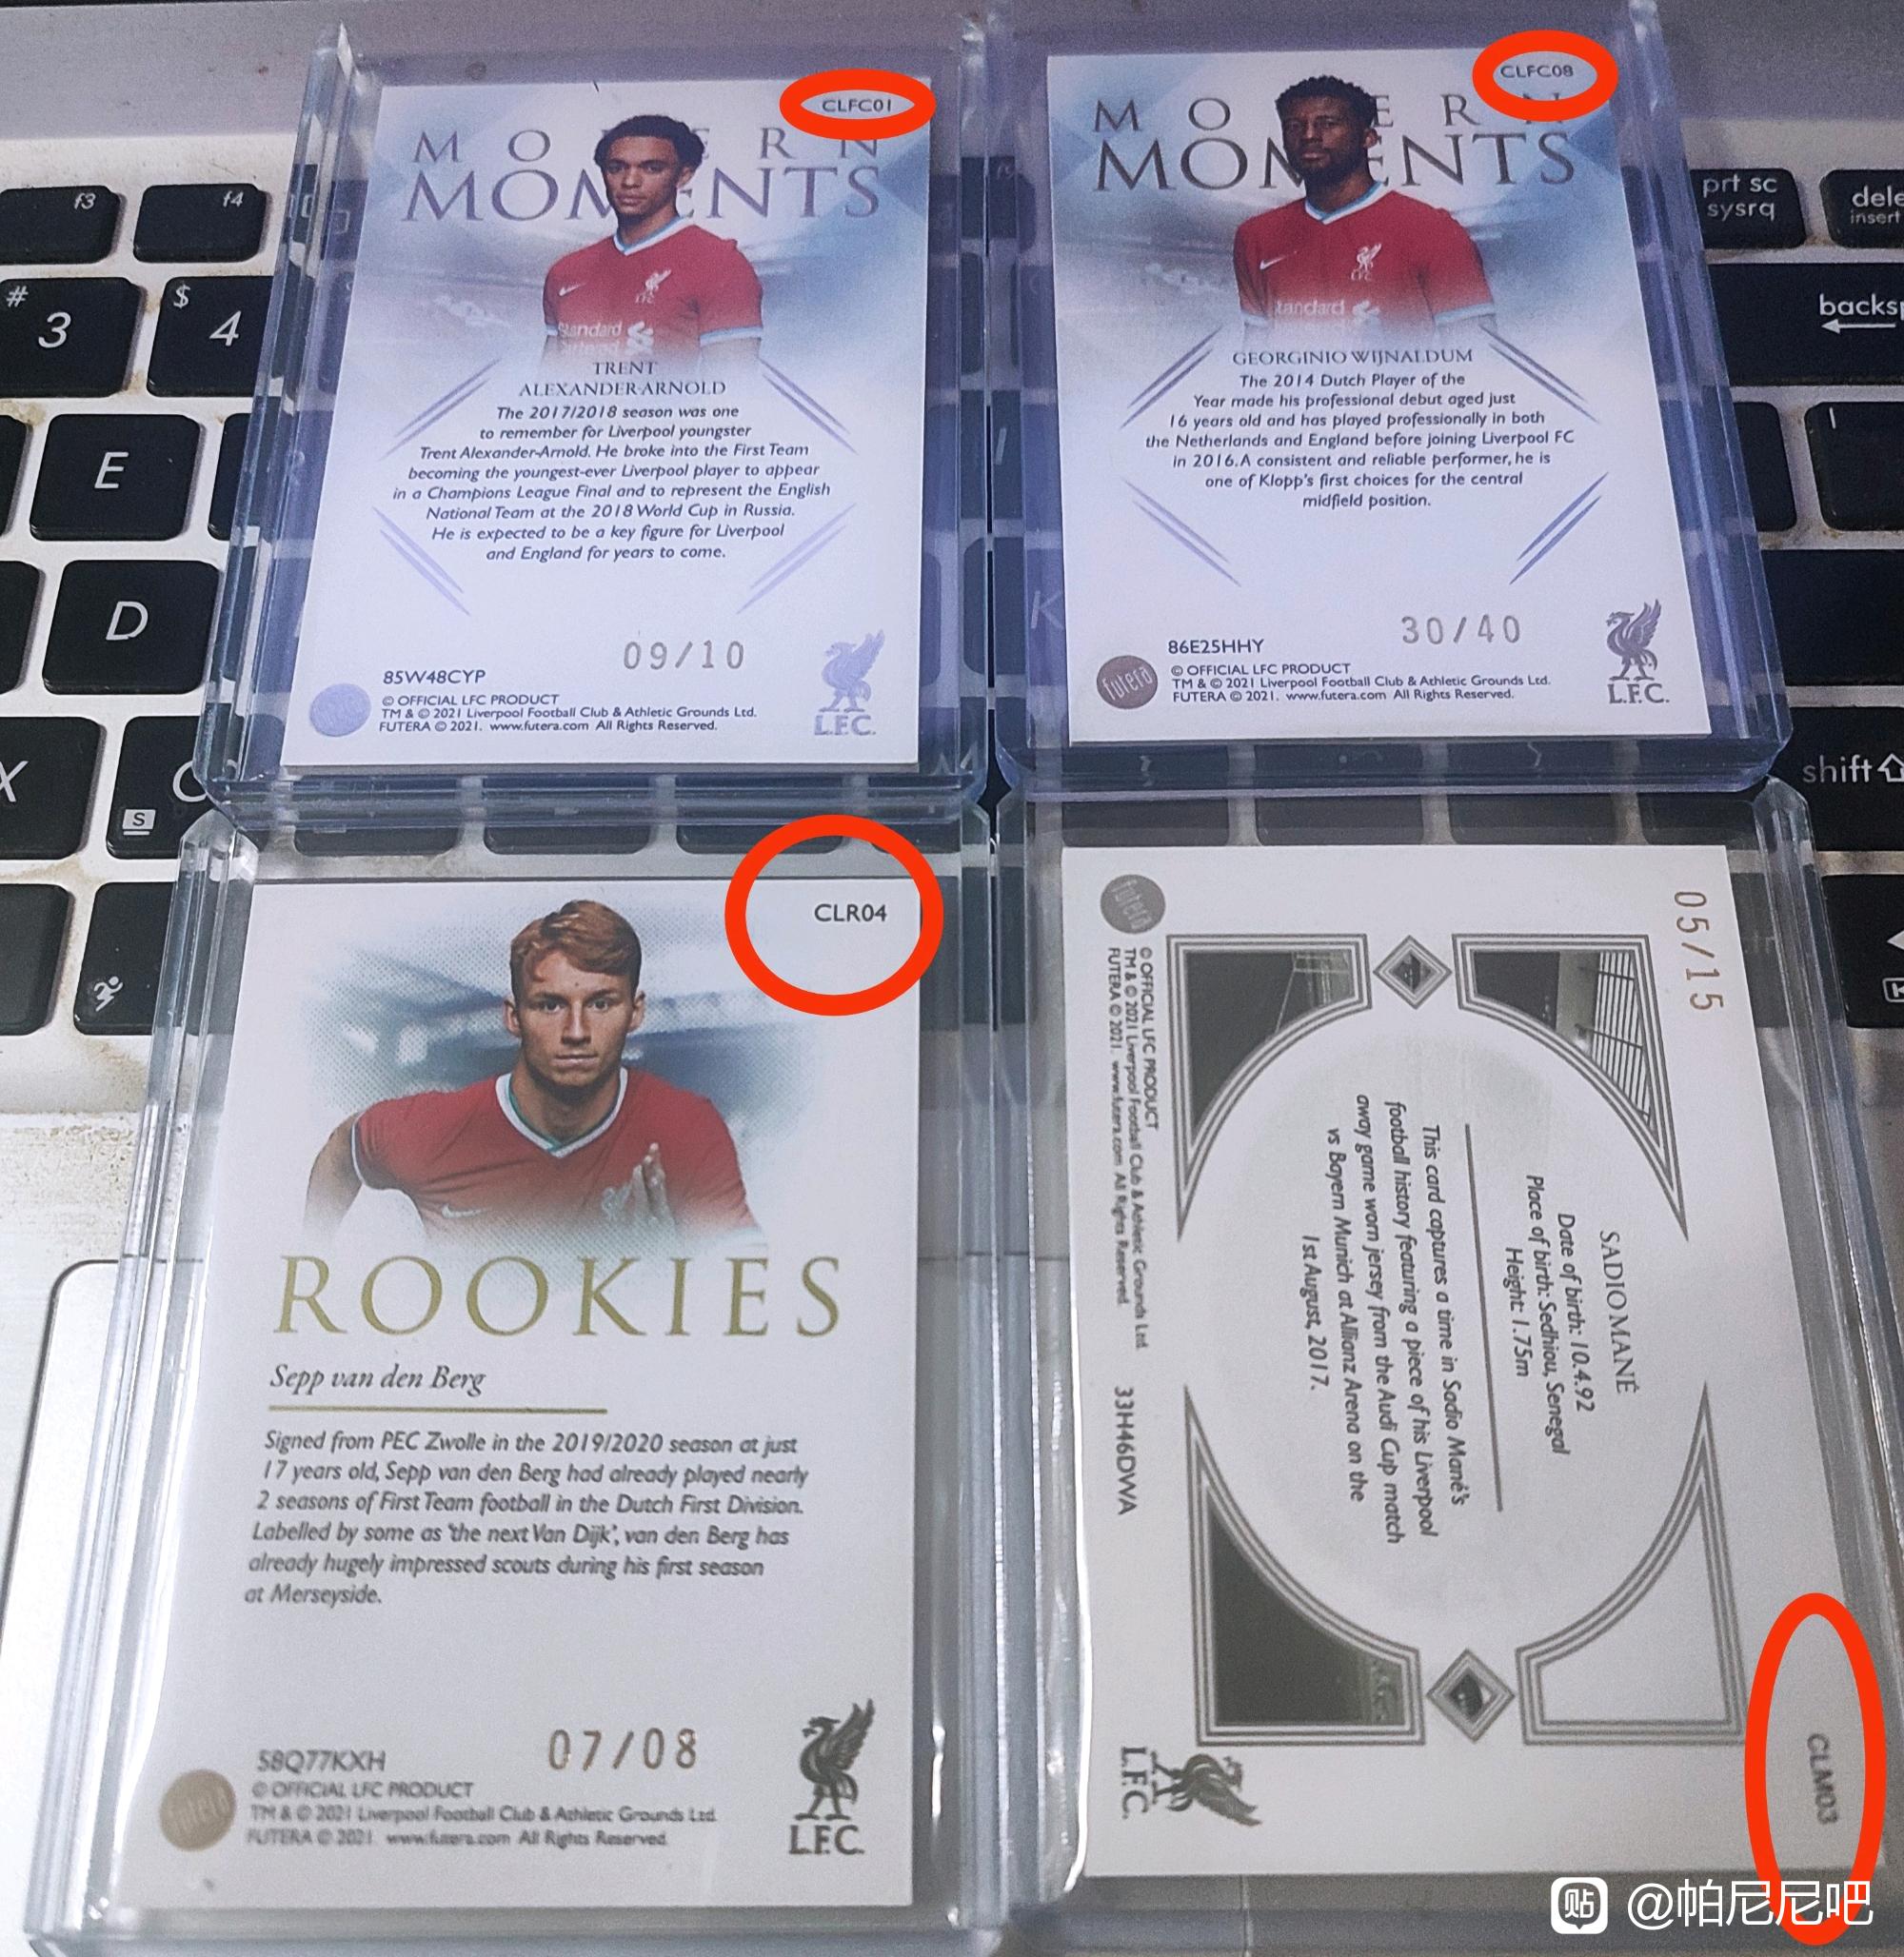 f3
f4
prt sc
sysrq
dele
insert
#
3
$
4
backs
E
D
K
X
C
S
shift
CLFC01
M O E R N
MOMENTS
Standard
TRENT
ALEXANDER-ARNOLD
The 2017/2018 season was one
to remember for Liverpool youngster
Trent Alexander-Arnold. He broke into the First Team
becoming the youngest-ever Liverpool player to appear
in a Champions League Final and to represent the English
National Team at the 2018 World Cup in Russia.
He is expected to be a key figure for Liverpool
and England for years to come.
09/10
85W48CYP
© OFFICIAL LFC PRODUCT
TM & © 2021 Liverpool Football Club & Athletic Grounds Ltd.
FUTERA © 2021. www.futera.com All Rights Reserved.
L.F.C.
CLFC08
M O E R N
MOMENTS
LFC
tandard
GEORGINIO WIJNALDUM
The 2014 Dutch Player of the
Year made his professional debut aged just
16 years old and has played professionally in both
the Netherlands and England before joining Liverpool FC
in 2016. A consistent and reliable performer, he is
one of Klopp's first choices for the central
midfield position.
30/40
86E25HHY
futera
© OFFICIAL LFC PRODUCT
TM & © 2021 Liverpool Football Club & Athletic Grounds Ltd.
FUTERA © 2021. www.futera.com All Rights Reserved.
L.F.C.
CLR04
ROOKIES
Sepp van den Berg
Signed from PEC Zwolle in the 2019/2020 season at just
17 years old, Sepp van den Berg had already played nearly
2 seasons of First Team football in the Dutch First Division.
Labelled by some as 'the next Van Dijk', van den Berg has
already hugely impressed scouts during his first season
at Merseyside.
07/08
58Q77KXH
futera
© OFFICIAL LFC PRODUCT
TM & © 2021 Liverpool Football Club & Athletic Grounds Ltd.
FUTERA © 2021. www.futera.com All Rights Reserved.
L.F.C.
05/15
CLM03
SADIO MANÉ
Date of birth: 10.4.92
Place of birth: Sedhiou, Senegal
Height: 1.75m
This card captures a time in Sadio Mané's
football history featuring a piece of his Liverpool
away game worn jersey from the Audi Cup match
vs Bayern Munich at Allianz Arena on the
1st August, 2017.
futera
© OFFICIAL LFC PRODUCT
TM & © 2021 Liverpool Football Club & Athletic Grounds Ltd.
FUTERA © 2021. www.futera.com All Rights Reserved.
33H46DVVA
L.F.C.
贴 @帕尼尼吧